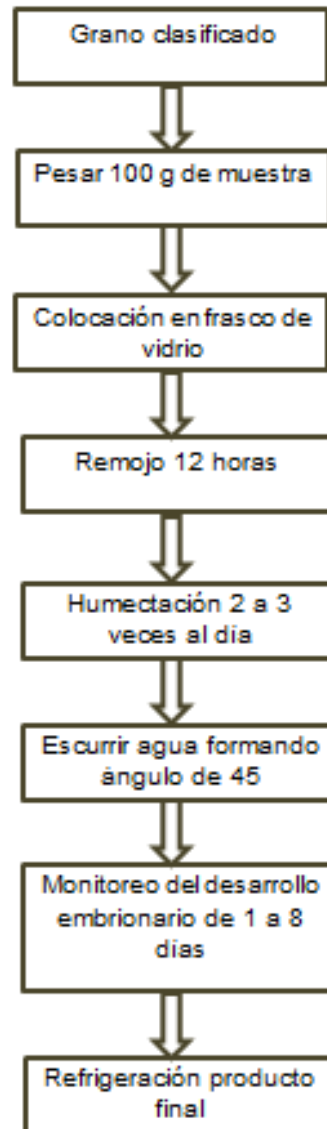 Grano clasificado
Pesar 100 g de muestra
Colocación en frasco de
vidrio
Remojo 12 horas
Humectación 2 a 3
veces al día
Escurrir agua formando
ángulo de 45
Monitoreo del desarrollo
embrionario de 1 a 8
días
Refrigeración producto
final